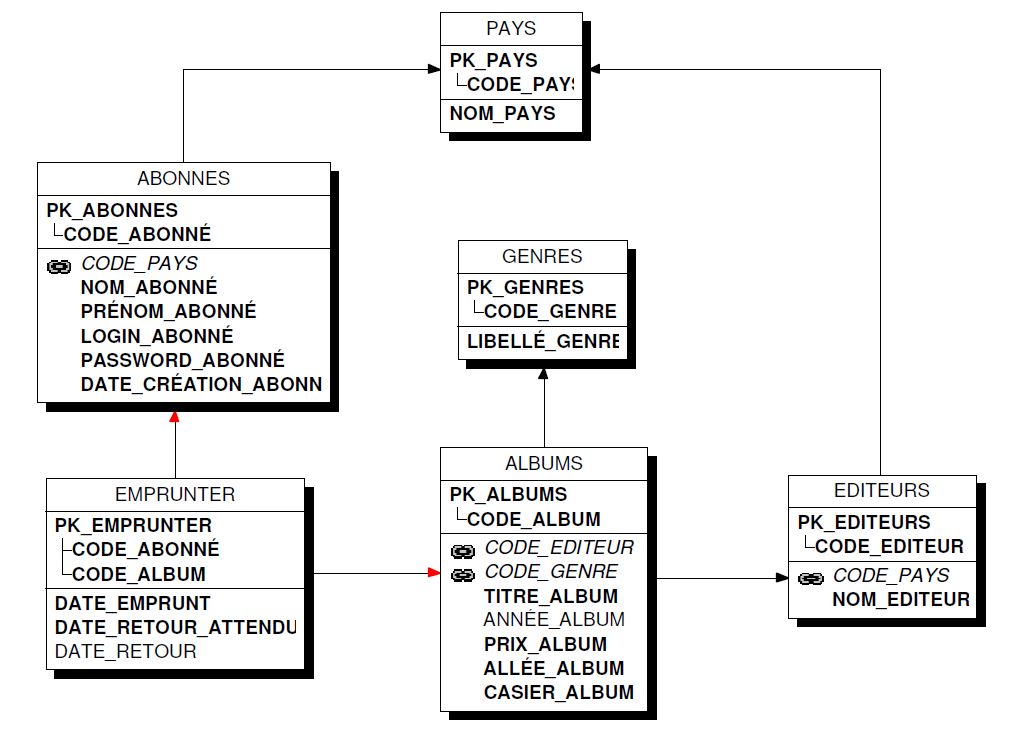 PAYS
PK_PAYS
CODE_PAYS
NOM_PAYS
ABONNES
PK_ABONNES
CODE_ABONNÉ
CODE_PAYS
NOM_ABONNÉ
PRÉNOM_ABONNÉ
LOGIN_ABONNÉ
PASSWORD_ABONNÉ
DATE_CRÉATION_ABONN
GENRES
PK_GENRES
CODE_GENRE
LIBELLÉ_GENRE
EMPRUNTER
PK_EMPRUNTER
CODE_ABONNÉ
CODE_ALBUM
DATE_EMPRUNT
DATE_RETOUR_ATTENDU
DATE_RETOUR
ALBUMS
PK_ALBUMS
CODE_ALBUM
CODE_EDITEUR
CODE_GENRE
TITRE_ALBUM
ANNÉE_ALBUM
PRIX_ALBUM
ALLÉE_ALBUM
CASIER_ALBUM
EDITEURS
PK_EDITEURS
CODE_EDITEUR
CODE_PAYS
NOM_EDITEUR